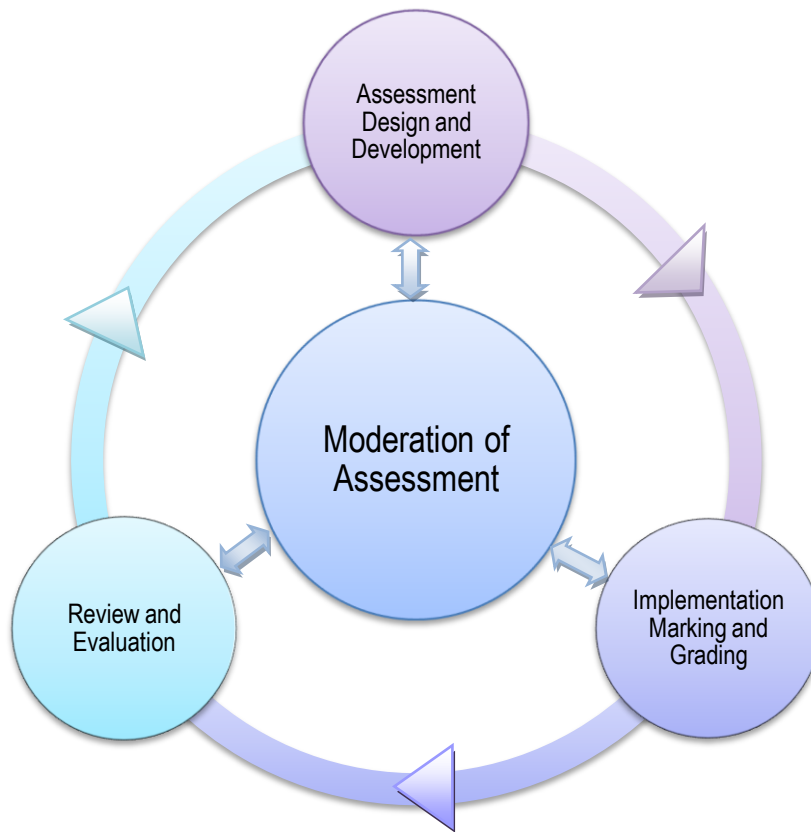 Assessment
Design and
Development
Moderation of
Assessment
Review and
Evaluation
Implementation
Marking and
Grading